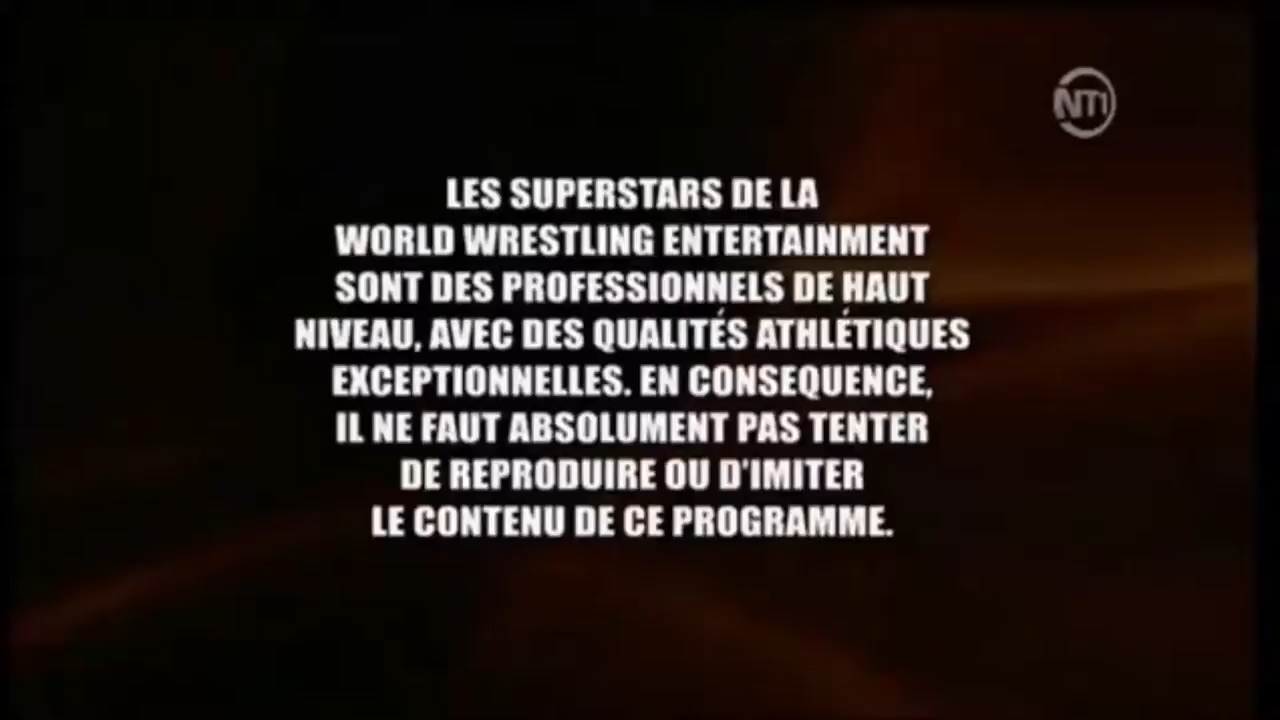 NT1
LES SUPERSTARS DE LA
WORLD WRESTLING ENTERTAINMENT
SONT DES PROFESSIONNELS DE HAUT
NIVEAU, AVEC DES QUALITÉS ATHLÉTIQUES
EXCEPTIONNELLES. EN CONSEQUENCE,
IL NE FAUT ABSOLUMENT PAS TENTER
DE REPRODUIRE OU D'IMITER
LE CONTENU DE CE PROGRAMME.